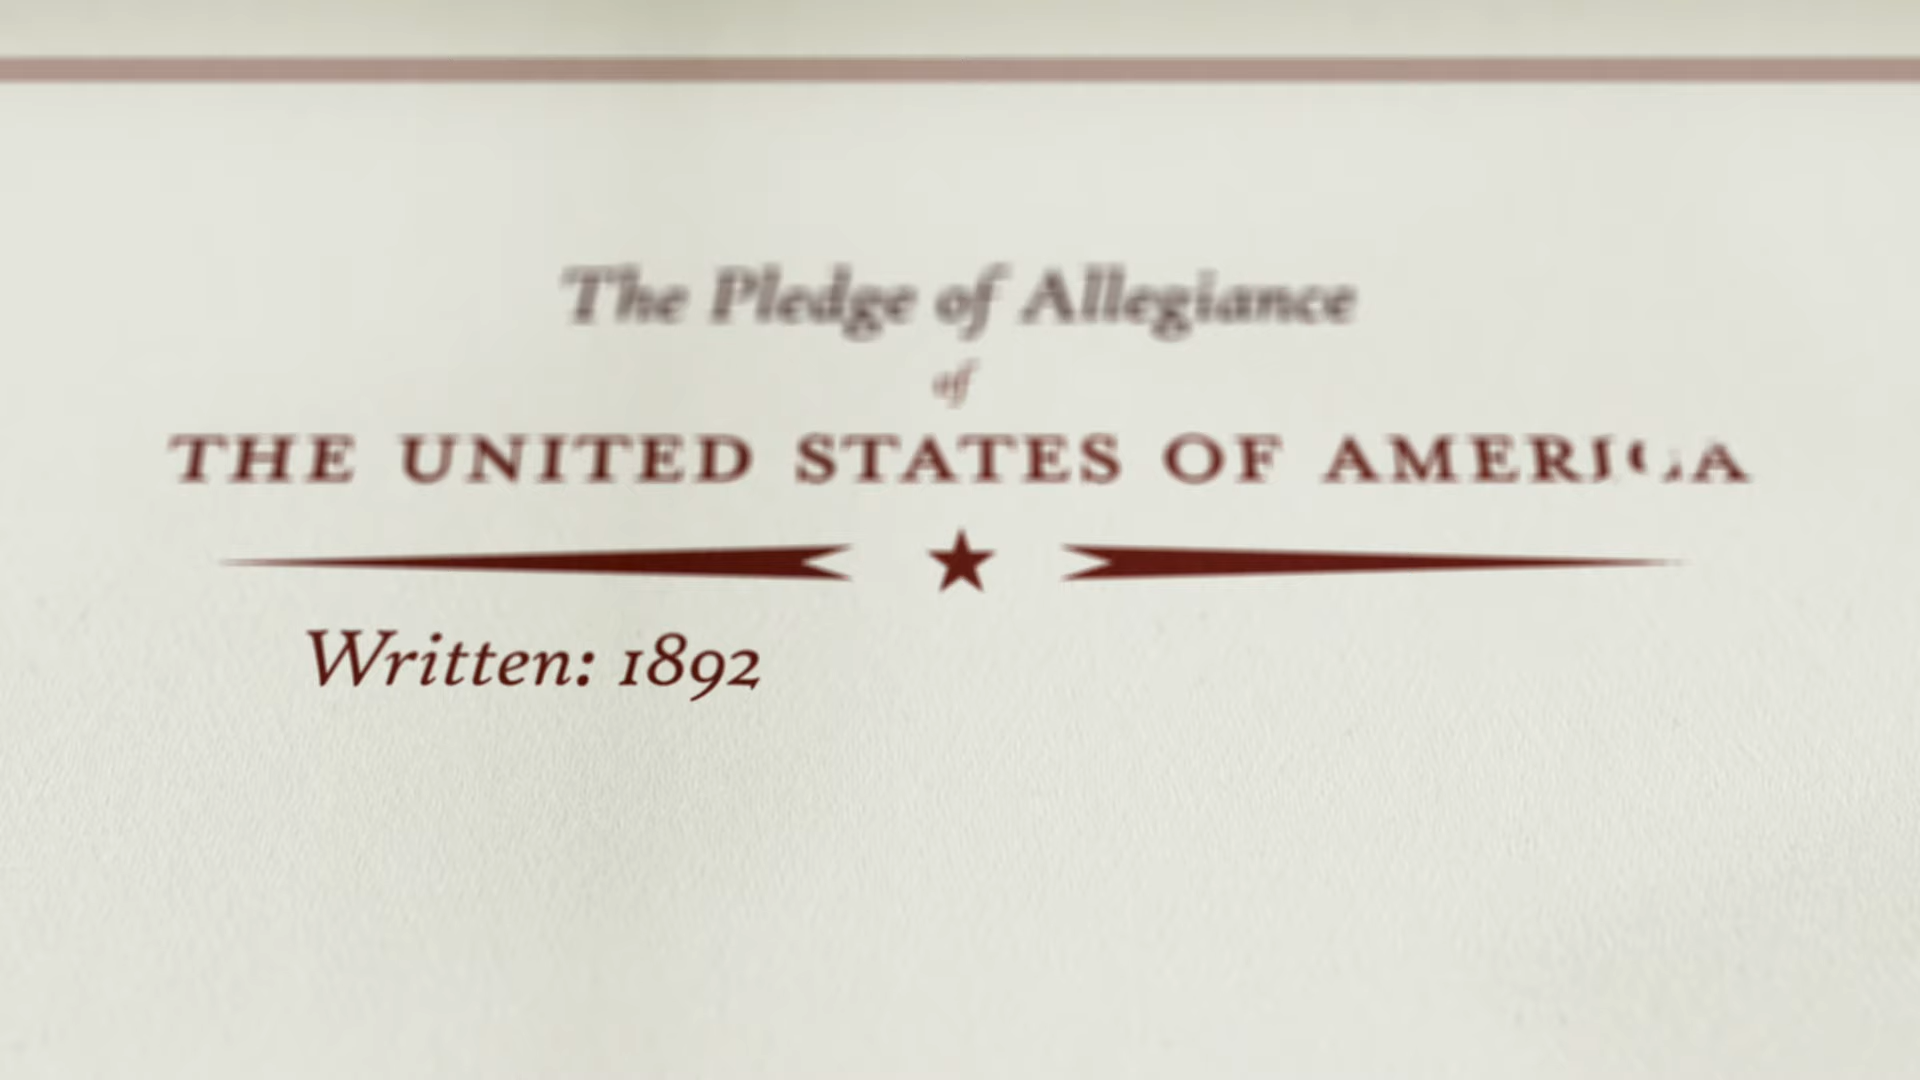 The Pledge of Allegiance
of
THE UNITED STATES OF AMERICA
Written: 1892